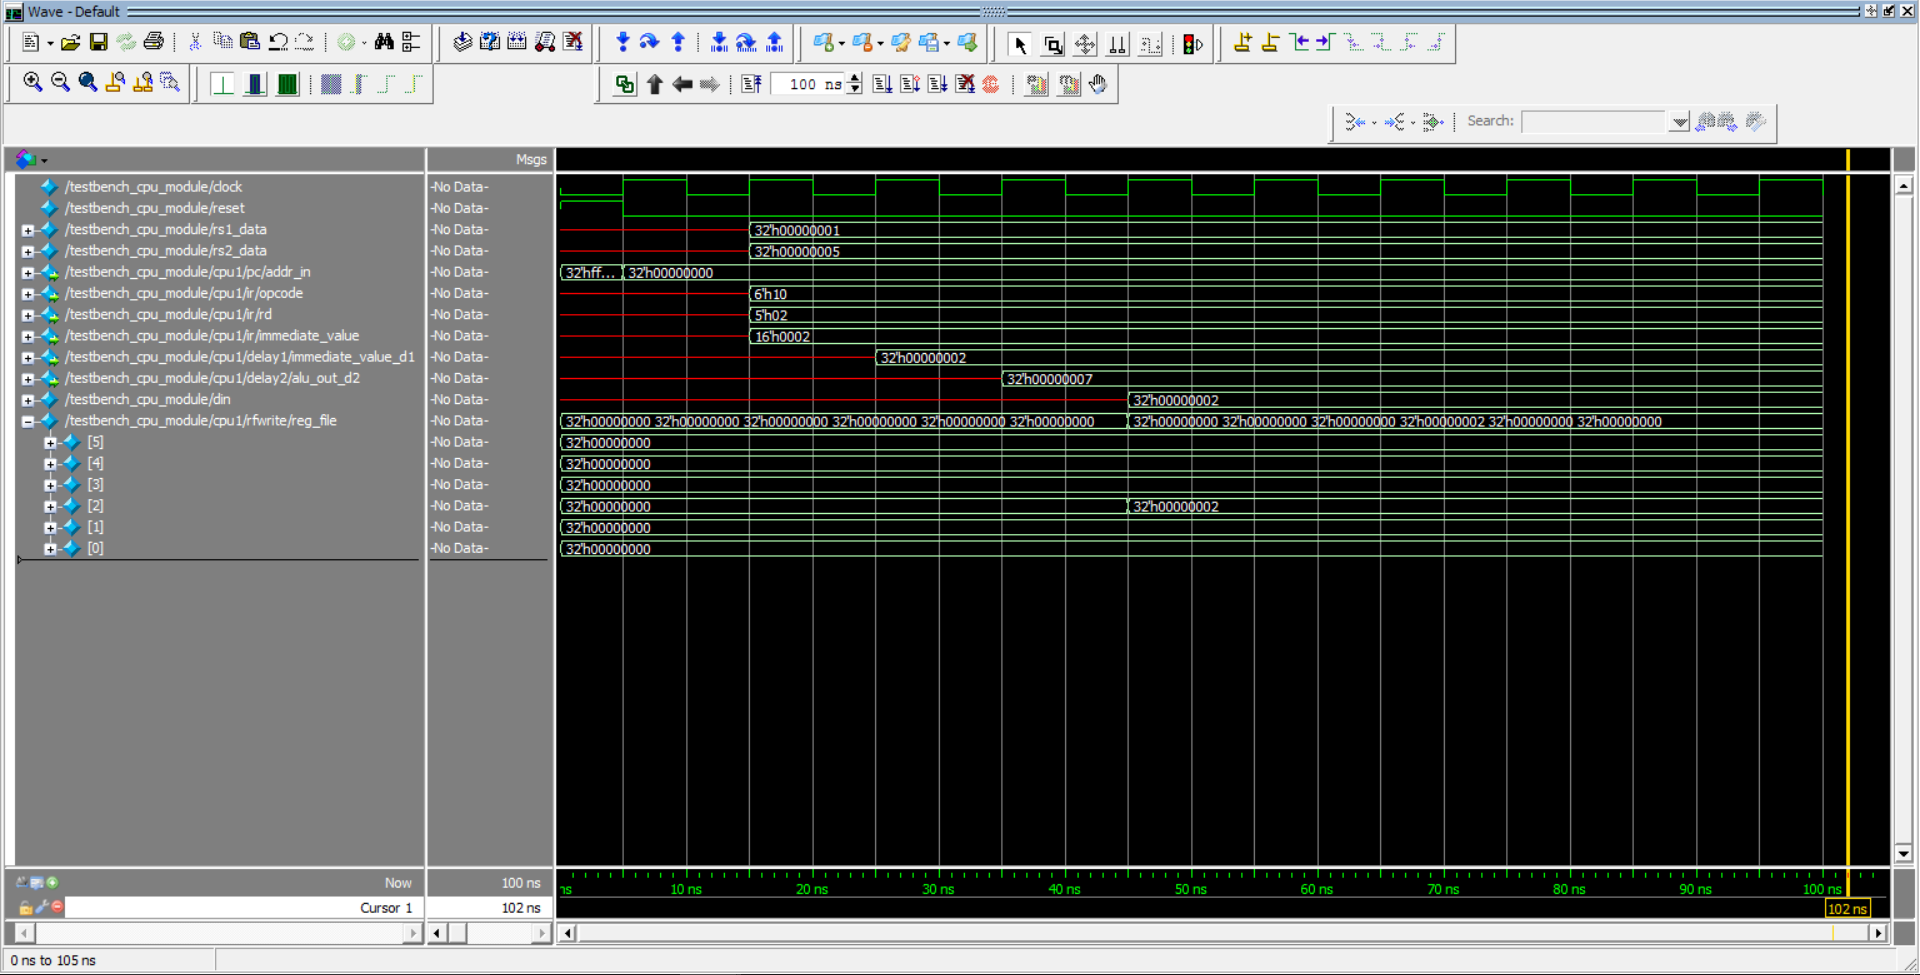 Wave - Default
100 ns
Search:
Msgs
/testbench_cpu_module/clock -No Data-
/testbench_cpu_module/reset -No Data-
/testbench_cpu_module/rs1_data -No Data- 32'h00000001
/testbench_cpu_module/rs2_data -No Data- 32'h00000005
/testbench_cpu_module/cpu1/pc/addr_in -No Data- 32'hff... 32'h00000000
/testbench_cpu_module/cpu1/ir/opcode -No Data- 6'h10
/testbench_cpu_module/cpu1/ir/rd -No Data- 5'h02
/testbench_cpu_module/cpu1/ir/immediate_value -No Data- 16'h0002
/testbench_cpu_module/cpu1/delay1/immediate_value_d1 -No Data- 32'h00000002
/testbench_cpu_module/cpu1/delay2/alu_out_d2 -No Data- 32'h00000007
/testbench_cpu_module/din -No Data- 32'h00000002
/testbench_cpu_module/cpu1/rfwrite/reg_file -No Data- 32'h00000000 32'h00000000 32'h00000000 32'h00000000 32'h00000000 32'h00000000 32'h00000000 32'h00000000 32'h00000000 32'h00000002 32'h00000000 32'h00000000
[5] -No Data- 32'h00000000
[4] -No Data- 32'h00000000
[3] -No Data- 32'h00000000
[2] -No Data- 32'h00000000 32'h00000002
[1] -No Data- 32'h00000000
[0] -No Data- 32'h00000000
Now 100 ns ns 10 ns 20 ns 30 ns 40 ns 50 ns 60 ns 70 ns 80 ns 90 ns 100 ns
Cursor 1 102 ns 102 ns
0 ns to 105 ns